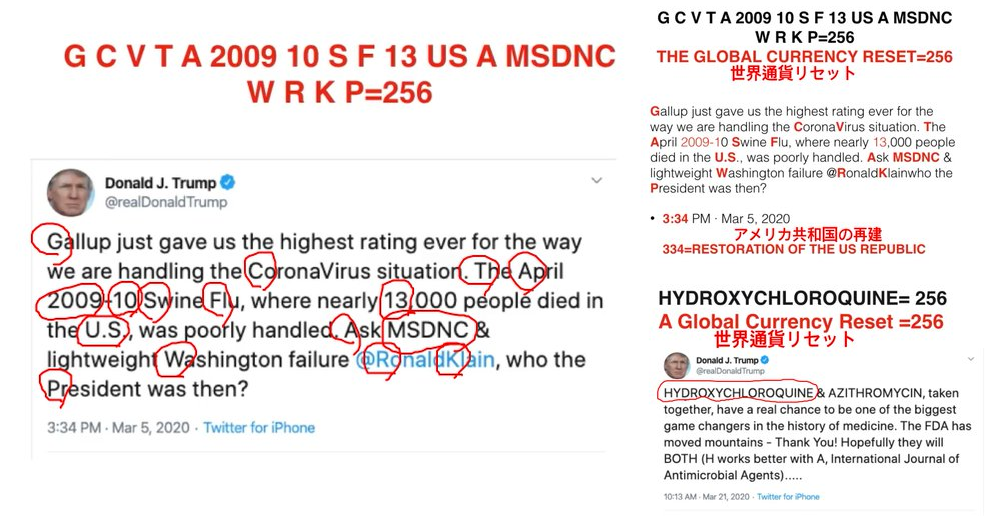 G C V T A 2009 10 S F 13 US A MSDNC
W R K P=256
Donald J. Trump
@realDonaldTrump
Gallup just gave us the highest rating ever for the way
we are handling the CoronaVirus situation. The April
2009-10 Swine Flu, where nearly 13,000 people died in
the U.S., was poorly handled. Ask MSDNC &
lightweight Washington failure @RonaldKlain, who the
President was then?
3:34 PM · Mar 5, 2020 · Twitter for iPhone
G C V T A 2009 10 S F 13 US A MSDNC
W R K P=256
THE GLOBAL CURRENCY RESET=256
世界通貨リセット
Gallup just gave us the highest rating ever for the
way we are handling the CoronaVirus situation. The
April 2009-10 Swine Flu, where nearly 13,000 people
died in the U.S., was poorly handled. Ask MSDNC &
lightweight Washington failure @RonaldKlainwho the
President was then?
• 3:34 PM · Mar 5, 2020
アメリカ共和国の再建
334=RESTORATION OF THE US REPUBLIC
HYDROXYCHLOROQUINE= 256
A Global Currency Reset =256
世界通貨リセット
Donald J. Trump
@realDonaldTrump
HYDROXYCHLOROQUINE & AZITHROMYCIN, taken
together, have a real chance to be one of the biggest
game changers in the history of medicine. The FDA has
moved mountains - Thank You! Hopefully they will
BOTH (H works better with A, International Journal of
Antimicrobial Agents).....
10:13 AM · Mar 21, 2020 · Twitter for iPhone